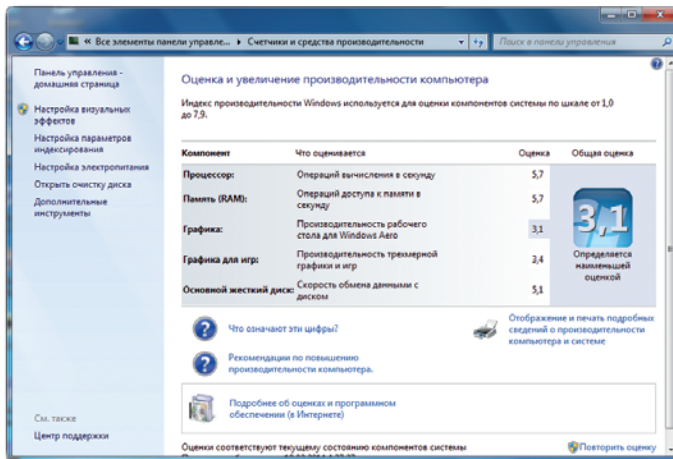 « Все элементы панели управле... ▸ Счетчики и средства производительности
Поиск в панели управления
Панель управления -
домашняя страница
Настройка визуальных
эффектов
Настройка параметров
индексирования
Настройка электропитания
Открыть очистку диска
Дополнительные
инструменты
См. также
Центр поддержки
Оценка и увеличение производительности компьютера
Индекс производительности Windows используется для оценки компонентов системы по шкале от 1,0
до 7,9.
Компонент Что оценивается Оценка Общая оценка
Процессор: Операций вычисления в секунду 5,7
Память (RAM): Операций доступа к памяти в
секунду 5,7
Графика: Производительность рабочего
стола для Windows Aero 3,1
Графика для игр: Производительность трехмерной
графики и игр 3,4
Основной жесткий диск: Скорость обмена данными с
диском 5,1
3,1
Определяется
наименьшей
оценкой
Что означают эти цифры?
Рекомендации по повышению
производительности компьютера.
Отображение и печать подробных
сведений о производительности
компьютера и системе
Подробнее об оценках и программном
обеспечении (в Интернете)
Оценки соответствуют текущему состоянию компонентов системы
Повторить оценку